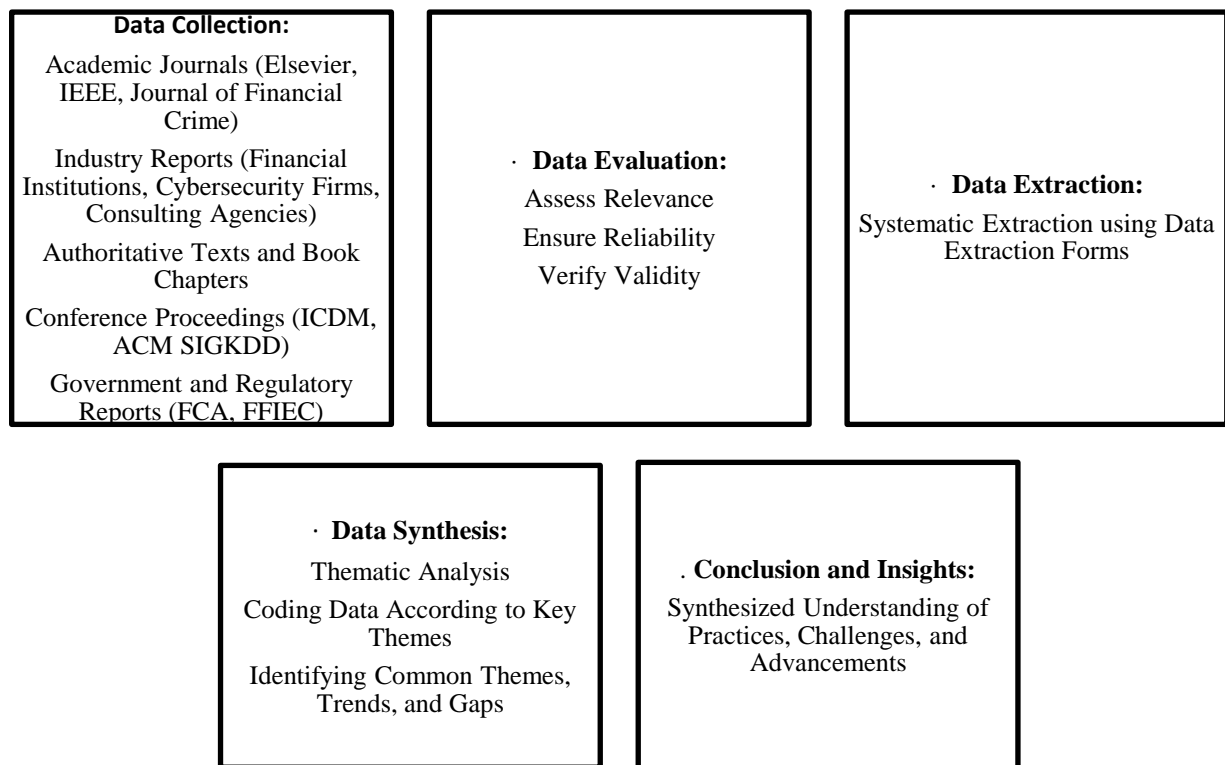 Data Collection:
Academic Journals (Elsevier,
IEEE, Journal of Financial
Crime)
Industry Reports (Financial
Institutions, Cybersecurity Firms,
Consulting Agencies)
Authoritative Texts and Book
Chapters
Conference Proceedings (ICDM,
ACM SIGKDD)
Government and Regulatory
Reports (FCA, FFIEC)
· Data Evaluation:
Assess Relevance
Ensure Reliability
Verify Validity
· Data Extraction:
Systematic Extraction using Data
Extraction Forms
· Data Synthesis:
Thematic Analysis
Coding Data According to Key
Themes
Identifying Common Themes,
Trends, and Gaps
. Conclusion and Insights:
Synthesized Understanding of
Practices, Challenges, and
Advancements